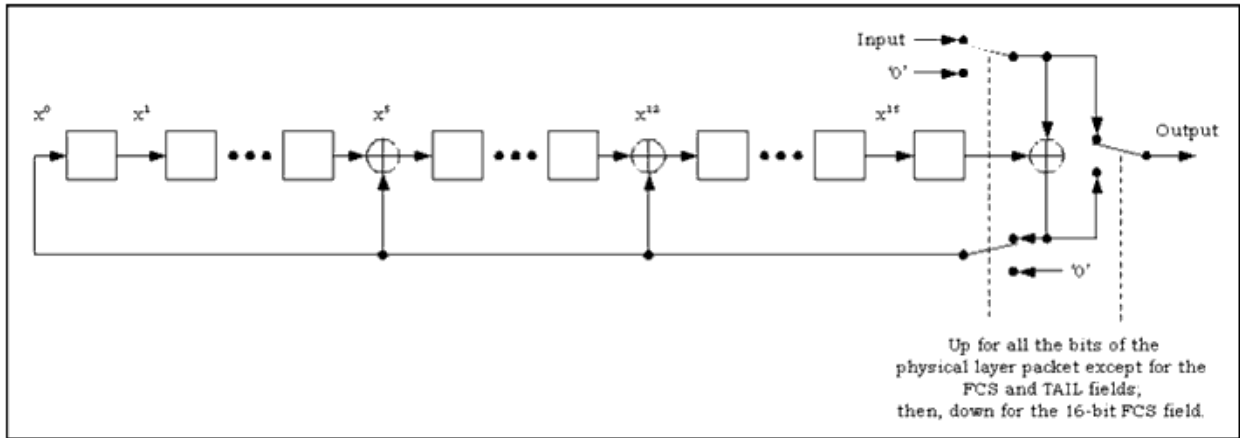 Input
'0'
x⁰ x¹ x⁵ x¹² x¹⁵
Output
'0'
Up for all the bits of the
physical layer packet except for the
FCS and TAIL fields;
then, down for the 16-bit FCS field.